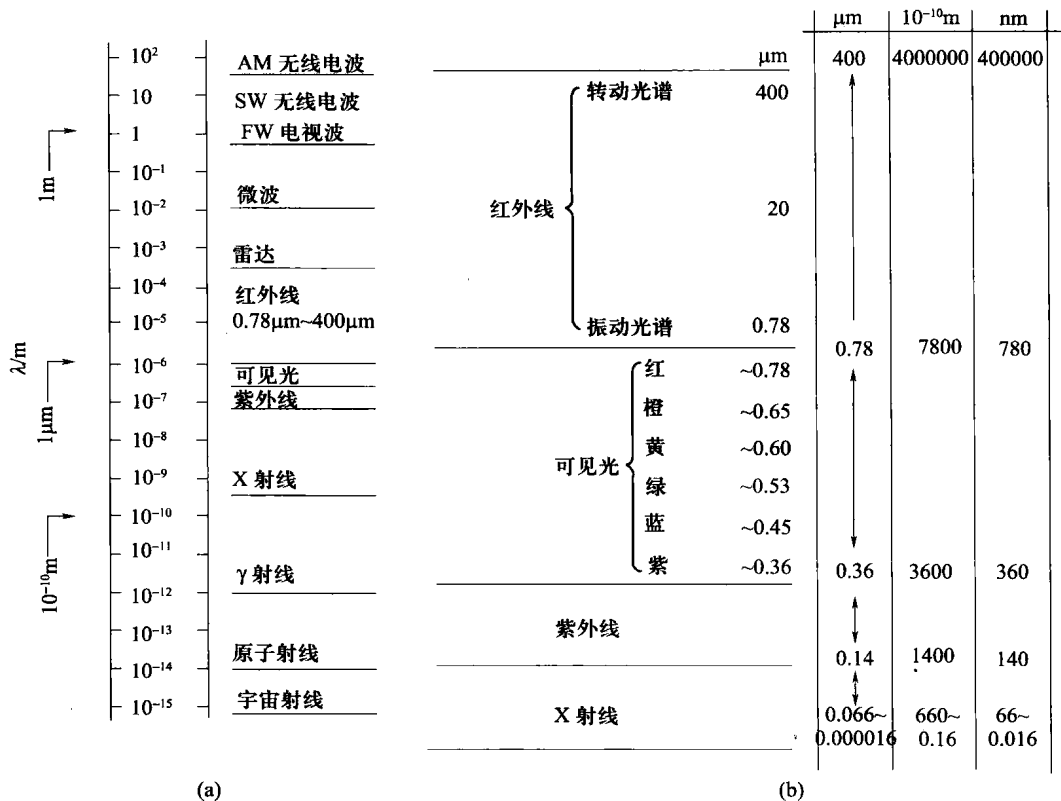 λ/m
1m
1μm
10⁻¹⁰m
10²
10
1
10⁻¹
10⁻²
10⁻³
10⁻⁴
10⁻⁵
10⁻⁶
10⁻⁷
10⁻⁸
10⁻⁹
10⁻¹⁰
10⁻¹¹
10⁻¹²
10⁻¹³
10⁻¹⁴
10⁻¹⁵
AM 无线电波
SW 无线电波
FW 电视波
微波
雷达
红外线
0.78μm~400μm
可见光
紫外线
X 射线
γ 射线
原子射线
宇宙射线
(a)
μm
红外线
转动光谱 400
20
振动光谱 0.78
可见光
红 ~0.78
橙 ~0.65
黄 ~0.60
绿 ~0.53
蓝 ~0.45
紫 ~0.36
紫外线
X 射线
μm 10⁻¹⁰m nm
400 4000000 400000
0.78 7800 780
0.36 3600 360
0.14 1400 140
0.066~ 660~ 66~
0.000016 0.16 0.016
(b)